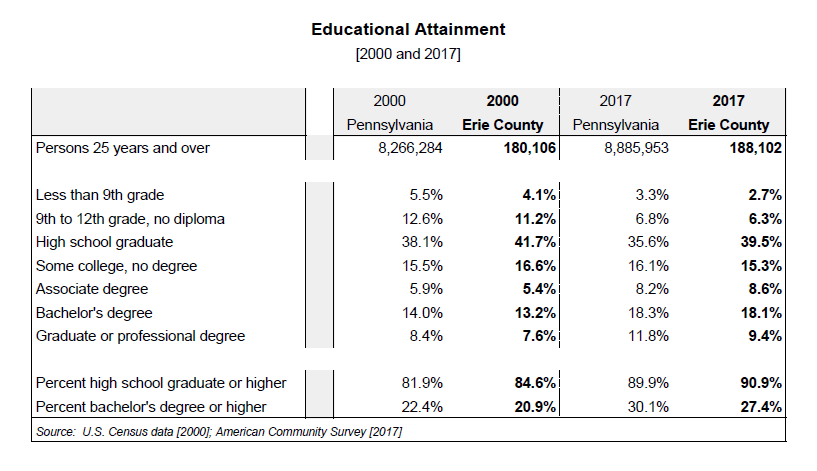 Educational Attainment
[2000 and 2017]
2000 2000 2017 2017
Pennsylvania Erie County Pennsylvania Erie County
Persons 25 years and over 8,266,284 180,106 8,885,953 188,102
Less than 9th grade 5.5% 4.1% 3.3% 2.7%
9th to 12th grade, no diploma 12.6% 11.2% 6.8% 6.3%
High school graduate 38.1% 41.7% 35.6% 39.5%
Some college, no degree 15.5% 16.6% 16.1% 15.3%
Associate degree 5.9% 5.4% 8.2% 8.6%
Bachelor's degree 14.0% 13.2% 18.3% 18.1%
Graduate or professional degree 8.4% 7.6% 11.8% 9.4%
Percent high school graduate or higher 81.9% 84.6% 89.9% 90.9%
Percent bachelor's degree or higher 22.4% 20.9% 30.1% 27.4%
Source: U.S. Census data [2000]; American Community Survey [2017]